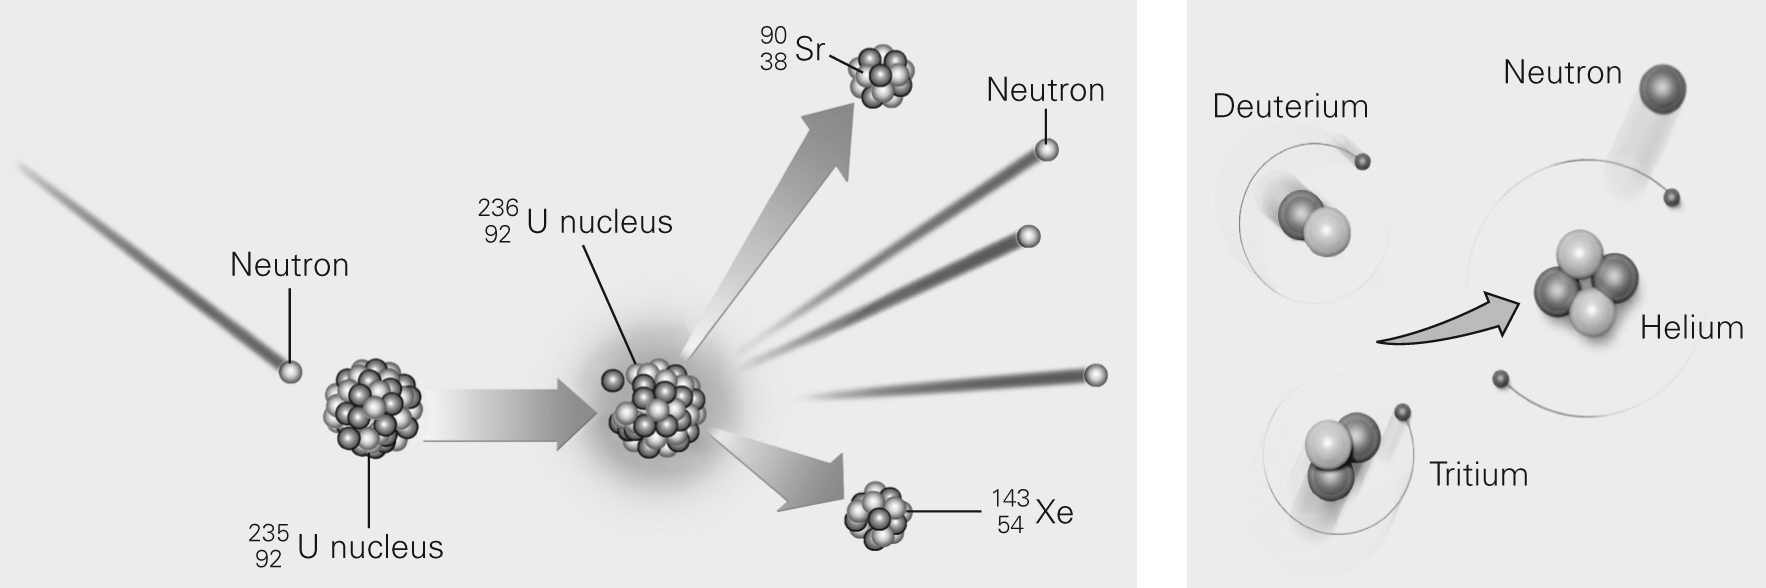 Neutron
235
92 U nucleus
236
92 U nucleus
90
38 Sr
Neutron
143
54 Xe
Deuterium
Neutron
Helium
Tritium